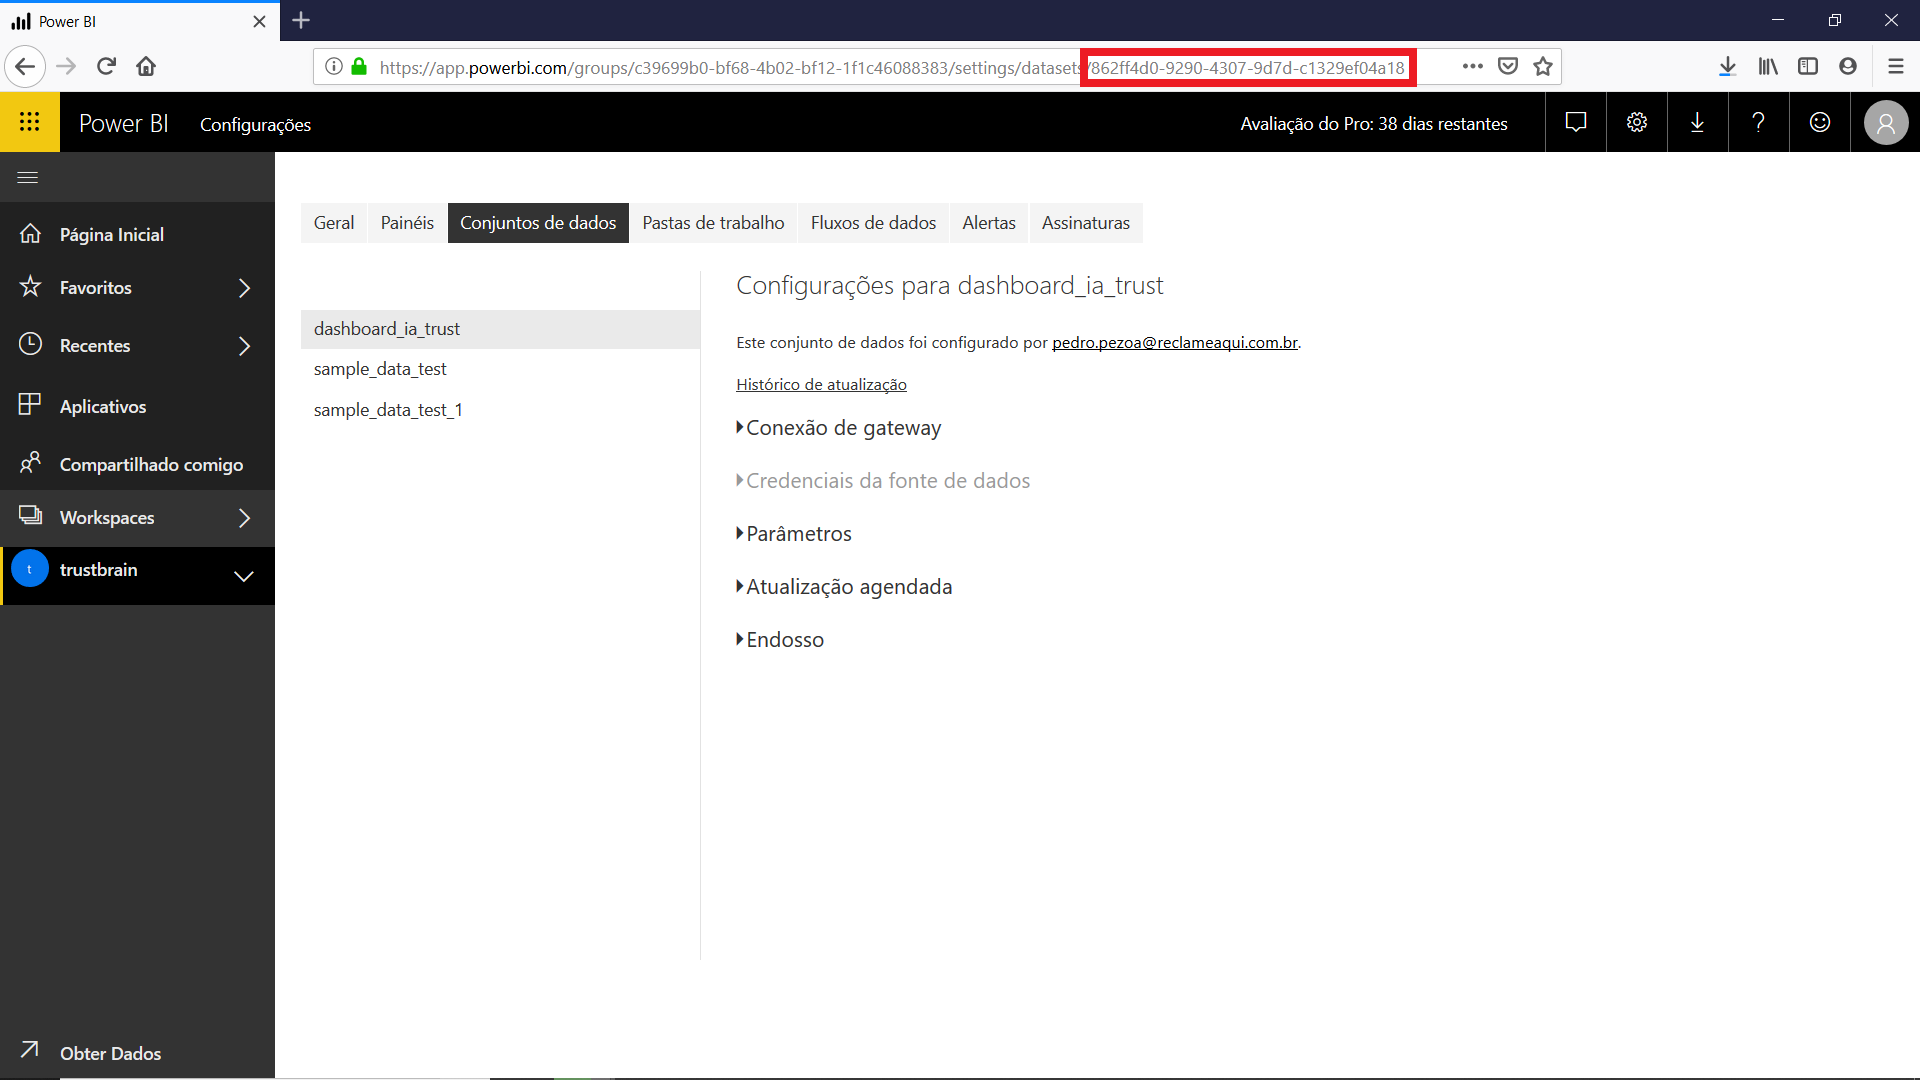 Power BI
https://app.powerbi.com/groups/c39699b0-bf68-4b02-bf12-1f1c46088383/settings/datasets/862ff4d0-9290-4307-9d7d-c1329ef04a18
Power BI Configurações Avaliação do Pro: 38 dias restantes
Página Inicial
Favoritos
Recentes
Aplicativos
Compartilhado comigo
Workspaces
t trustbrain
Obter Dados
Geral Painéis Conjuntos de dados Pastas de trabalho Fluxos de dados Alertas Assinaturas
dashboard_ia_trust
sample_data_test
sample_data_test_1
Configurações para dashboard_ia_trust
Este conjunto de dados foi configurado por pedro.pezoa@reclameaqui.com.br.
Histórico de atualização
Conexão de gateway
Credenciais da fonte de dados
Parâmetros
Atualização agendada
Endosso